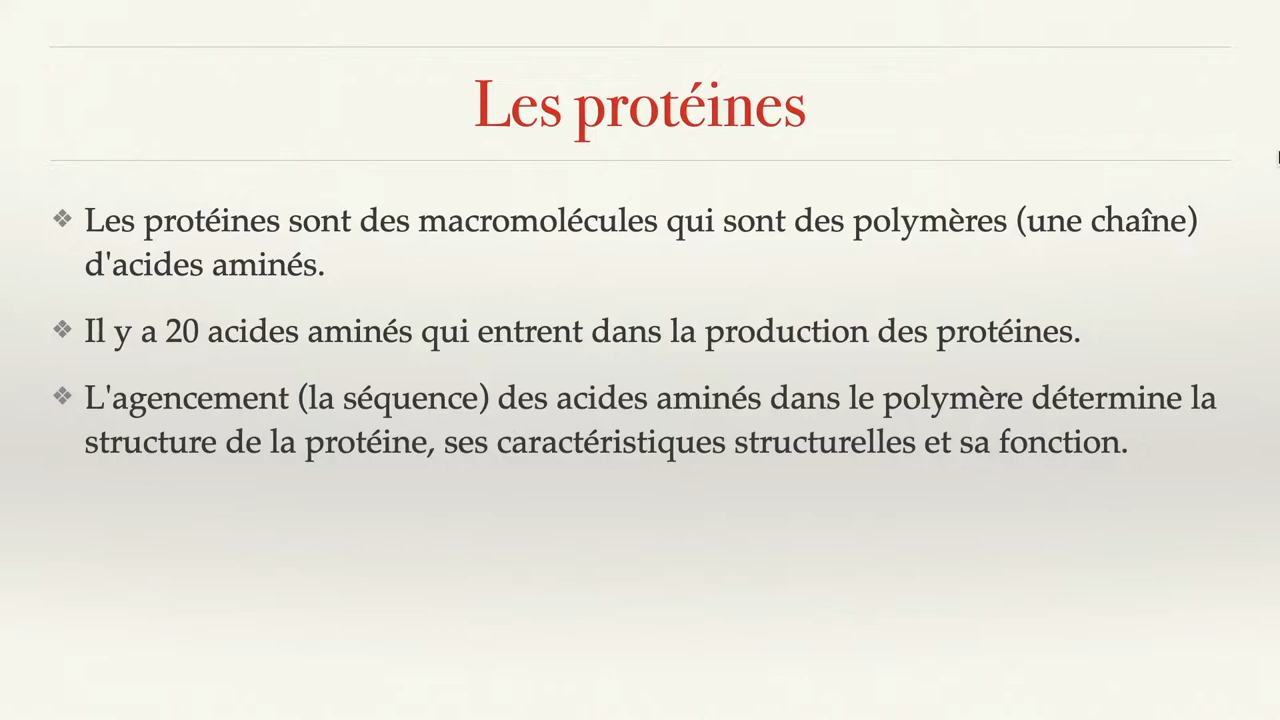 Les protéines
❖ Les protéines sont des macromolécules qui sont des polymères (une chaîne)
d'acides aminés.
❖ Il y a 20 acides aminés qui entrent dans la production des protéines.
❖ L'agencement (la séquence) des acides aminés dans le polymère détermine la
structure de la protéine, ses caractéristiques structurelles et sa fonction.